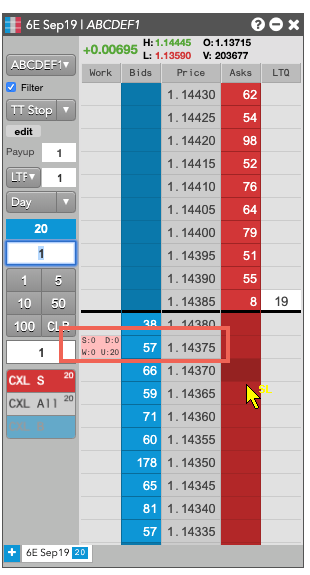 6E Sep19 | ABCDEF1
+0.00695 H: 1.14445 O: 1.13715
L: 1.13590 V: 203677
ABCDEF1
Work Bids Price Asks LTQ
Filter
1.14430 62
TT Stop
1.14425 54
edit
1.14420 98
Payup 1
1.14415 52
LTP 1
1.14410 76
Day
1.14405 64
20
1.14400 79
1
1.14395 51
1 5
1.14390 55
10 50
1.14385 8 19
100 CLR
38 1.14380
1
S:0 D:0
W:0 U:20
57 1.14375
CXL S 20
66 1.14370
SL
59 1.14365
CXL All 20
71 1.14360
60 1.14355
178 1.14350
65 1.14345
81 1.14340
57 1.14335
+ 6E Sep19 20